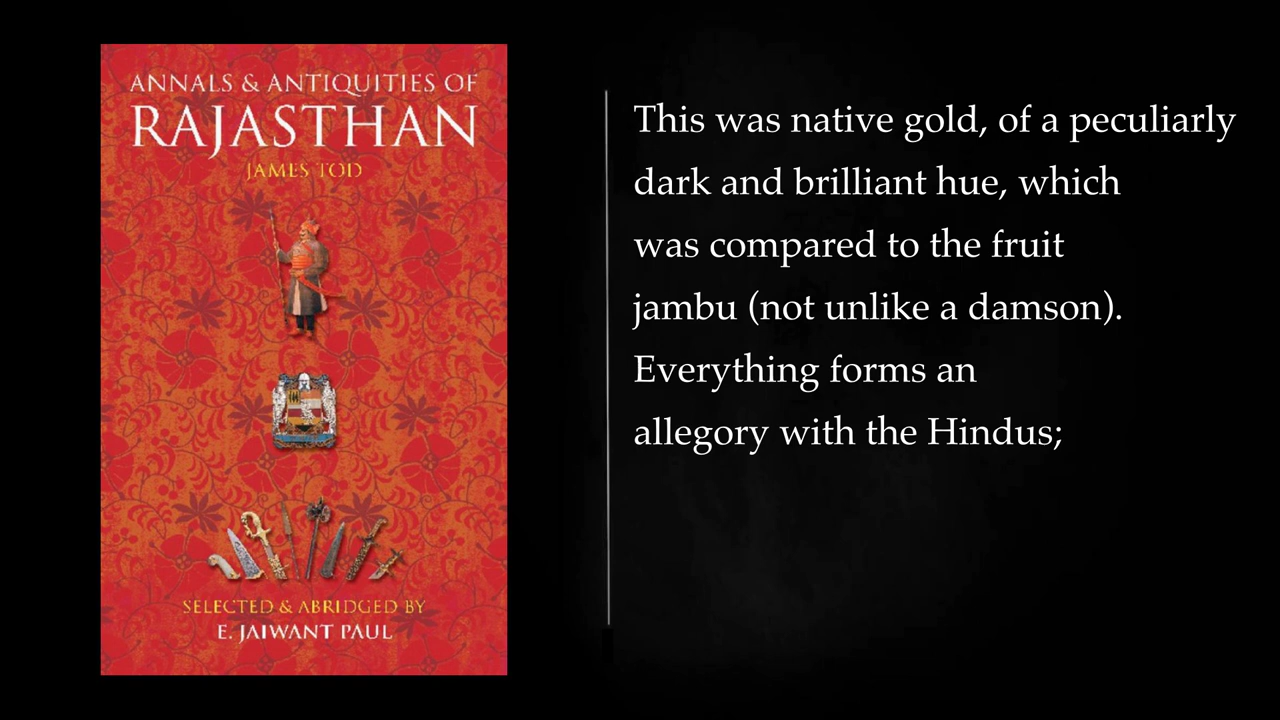 ANNALS & ANTIQUITIES OF
RAJASTHAN
JAMES TOD
SELECTED & ABRIDGED BY
E. JAIWANT PAUL
This was native gold, of a peculiarly
dark and brilliant hue, which
was compared to the fruit
jambu (not unlike a damson).
Everything forms an
allegory with the Hindus;